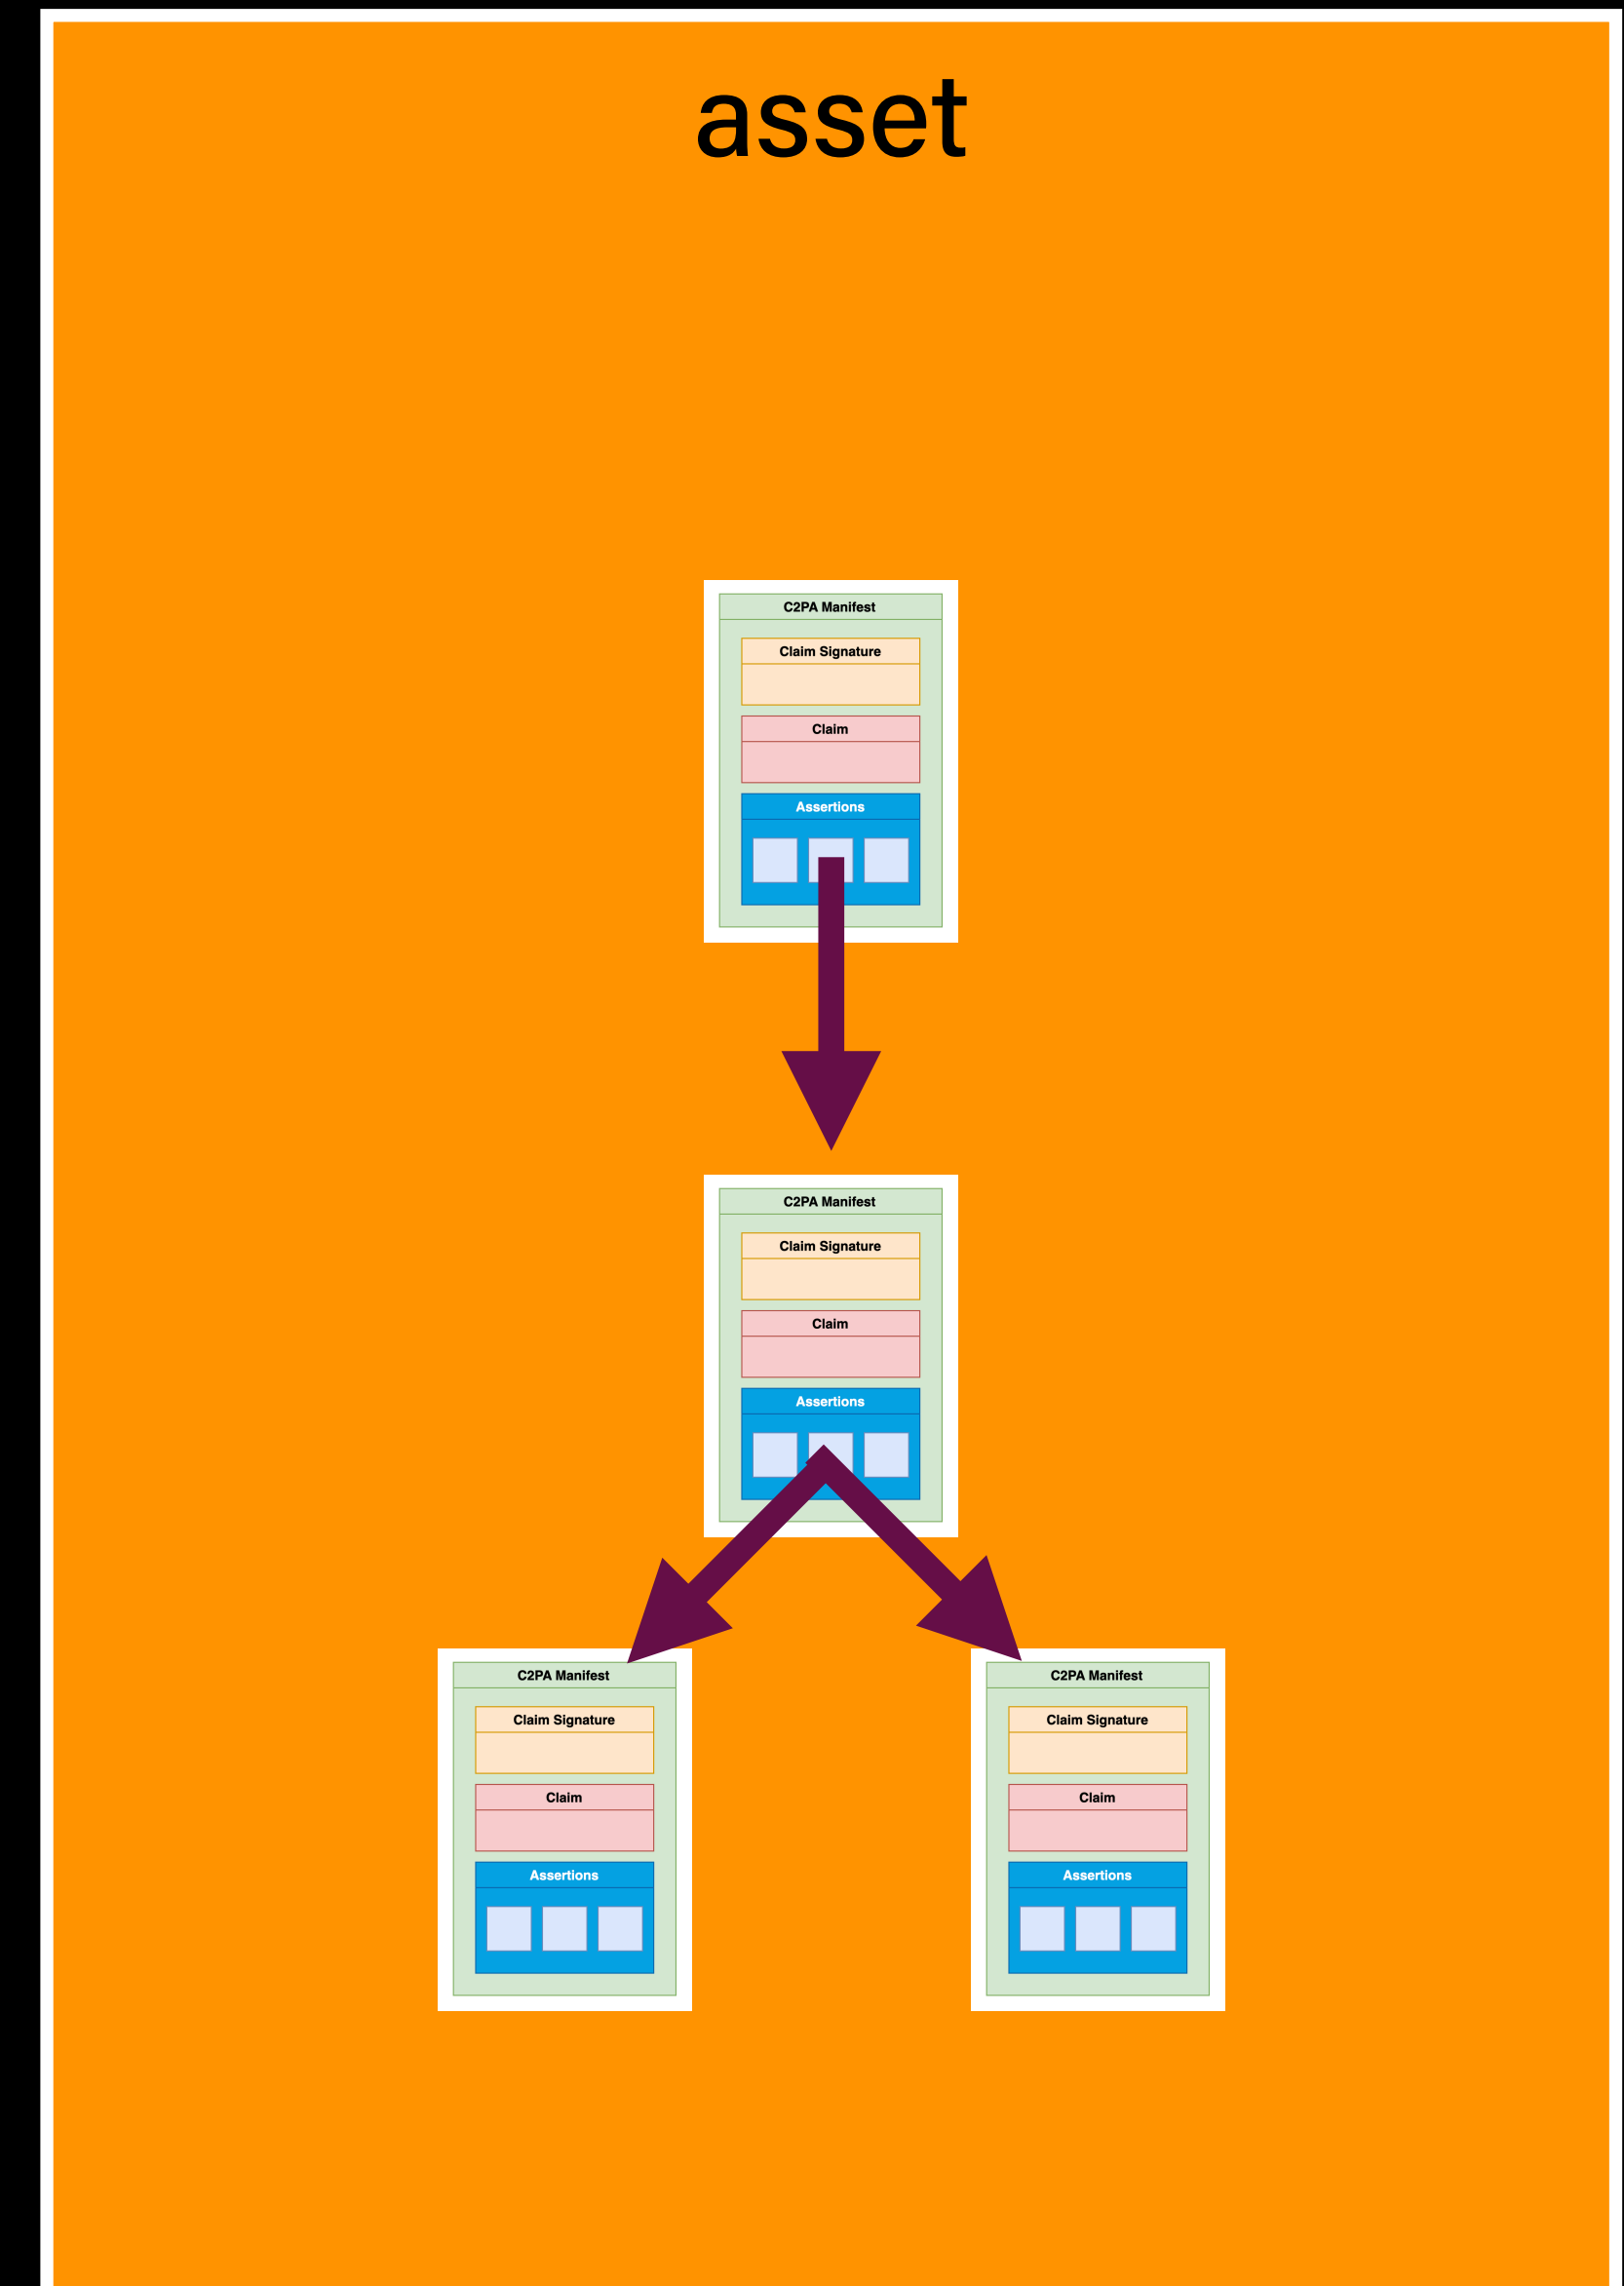 asset
C2PA Manifest
Claim Signature
Claim
Assertions
C2PA Manifest
Claim Signature
Claim
Assertions
C2PA Manifest
Claim Signature
Claim
Assertions
C2PA Manifest
Claim Signature
Claim
Assertions